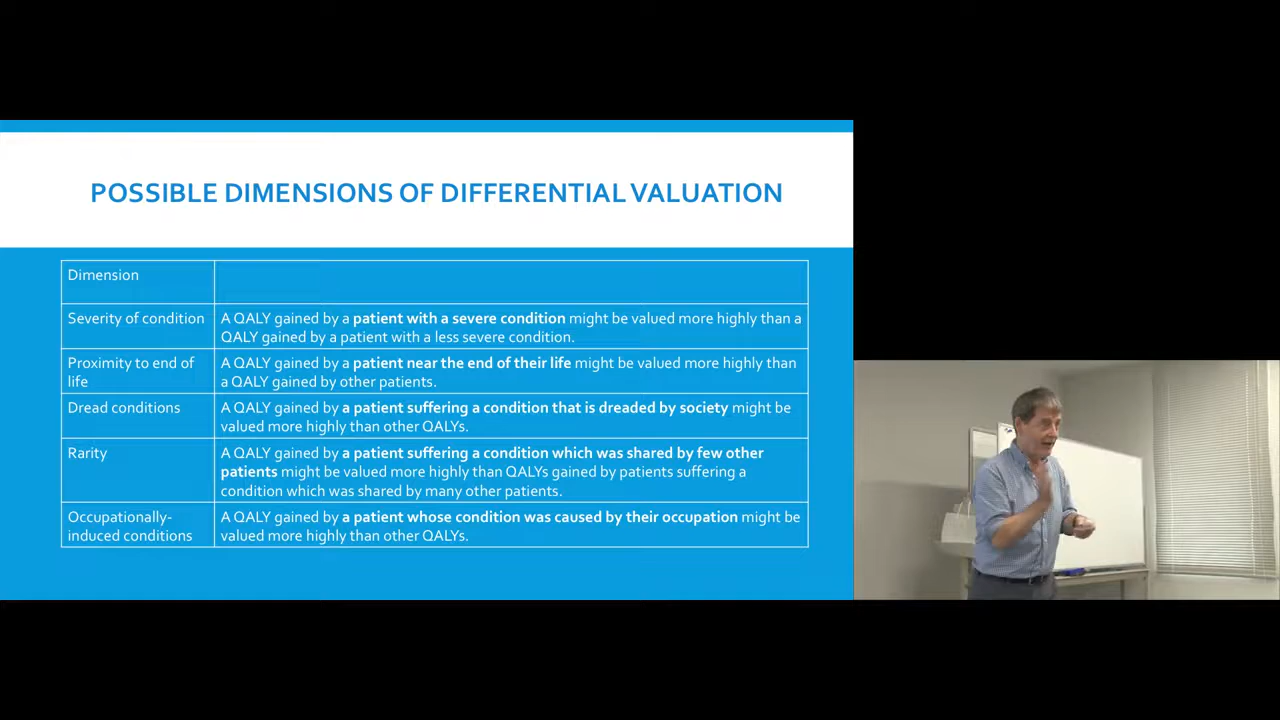 POSSIBLE DIMENSIONS OF DIFFERENTIAL VALUATION
Dimension
Severity of condition
A QALY gained by a patient with a severe condition might be valued more highly than a
QALY gained by a patient with a less severe condition.
Proximity to end of
life
A QALY gained by a patient near the end of their life might be valued more highly than
a QALY gained by other patients.
Dread conditions
A QALY gained by a patient suffering a condition that is dreaded by society might be
valued more highly than other QALYs.
Rarity
A QALY gained by a patient suffering a condition which was shared by few other
patients might be valued more highly than QALYs gained by patients suffering a
condition which was shared by many other patients.
Occupationally-
induced conditions
A QALY gained by a patient whose condition was caused by their occupation might be
valued more highly than other QALYs.